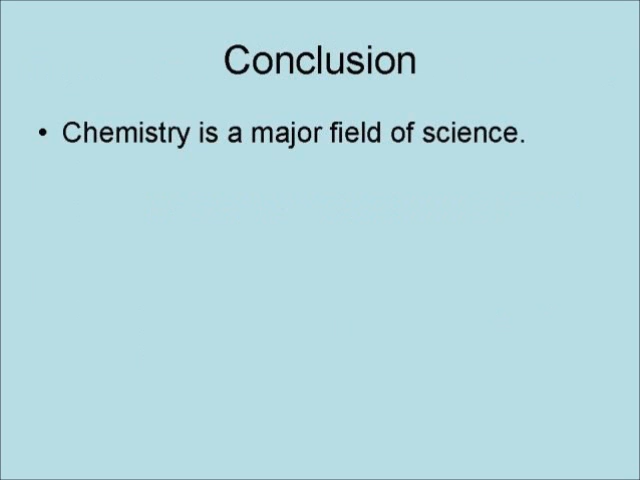 Conclusion
• Chemistry is a major field of science.